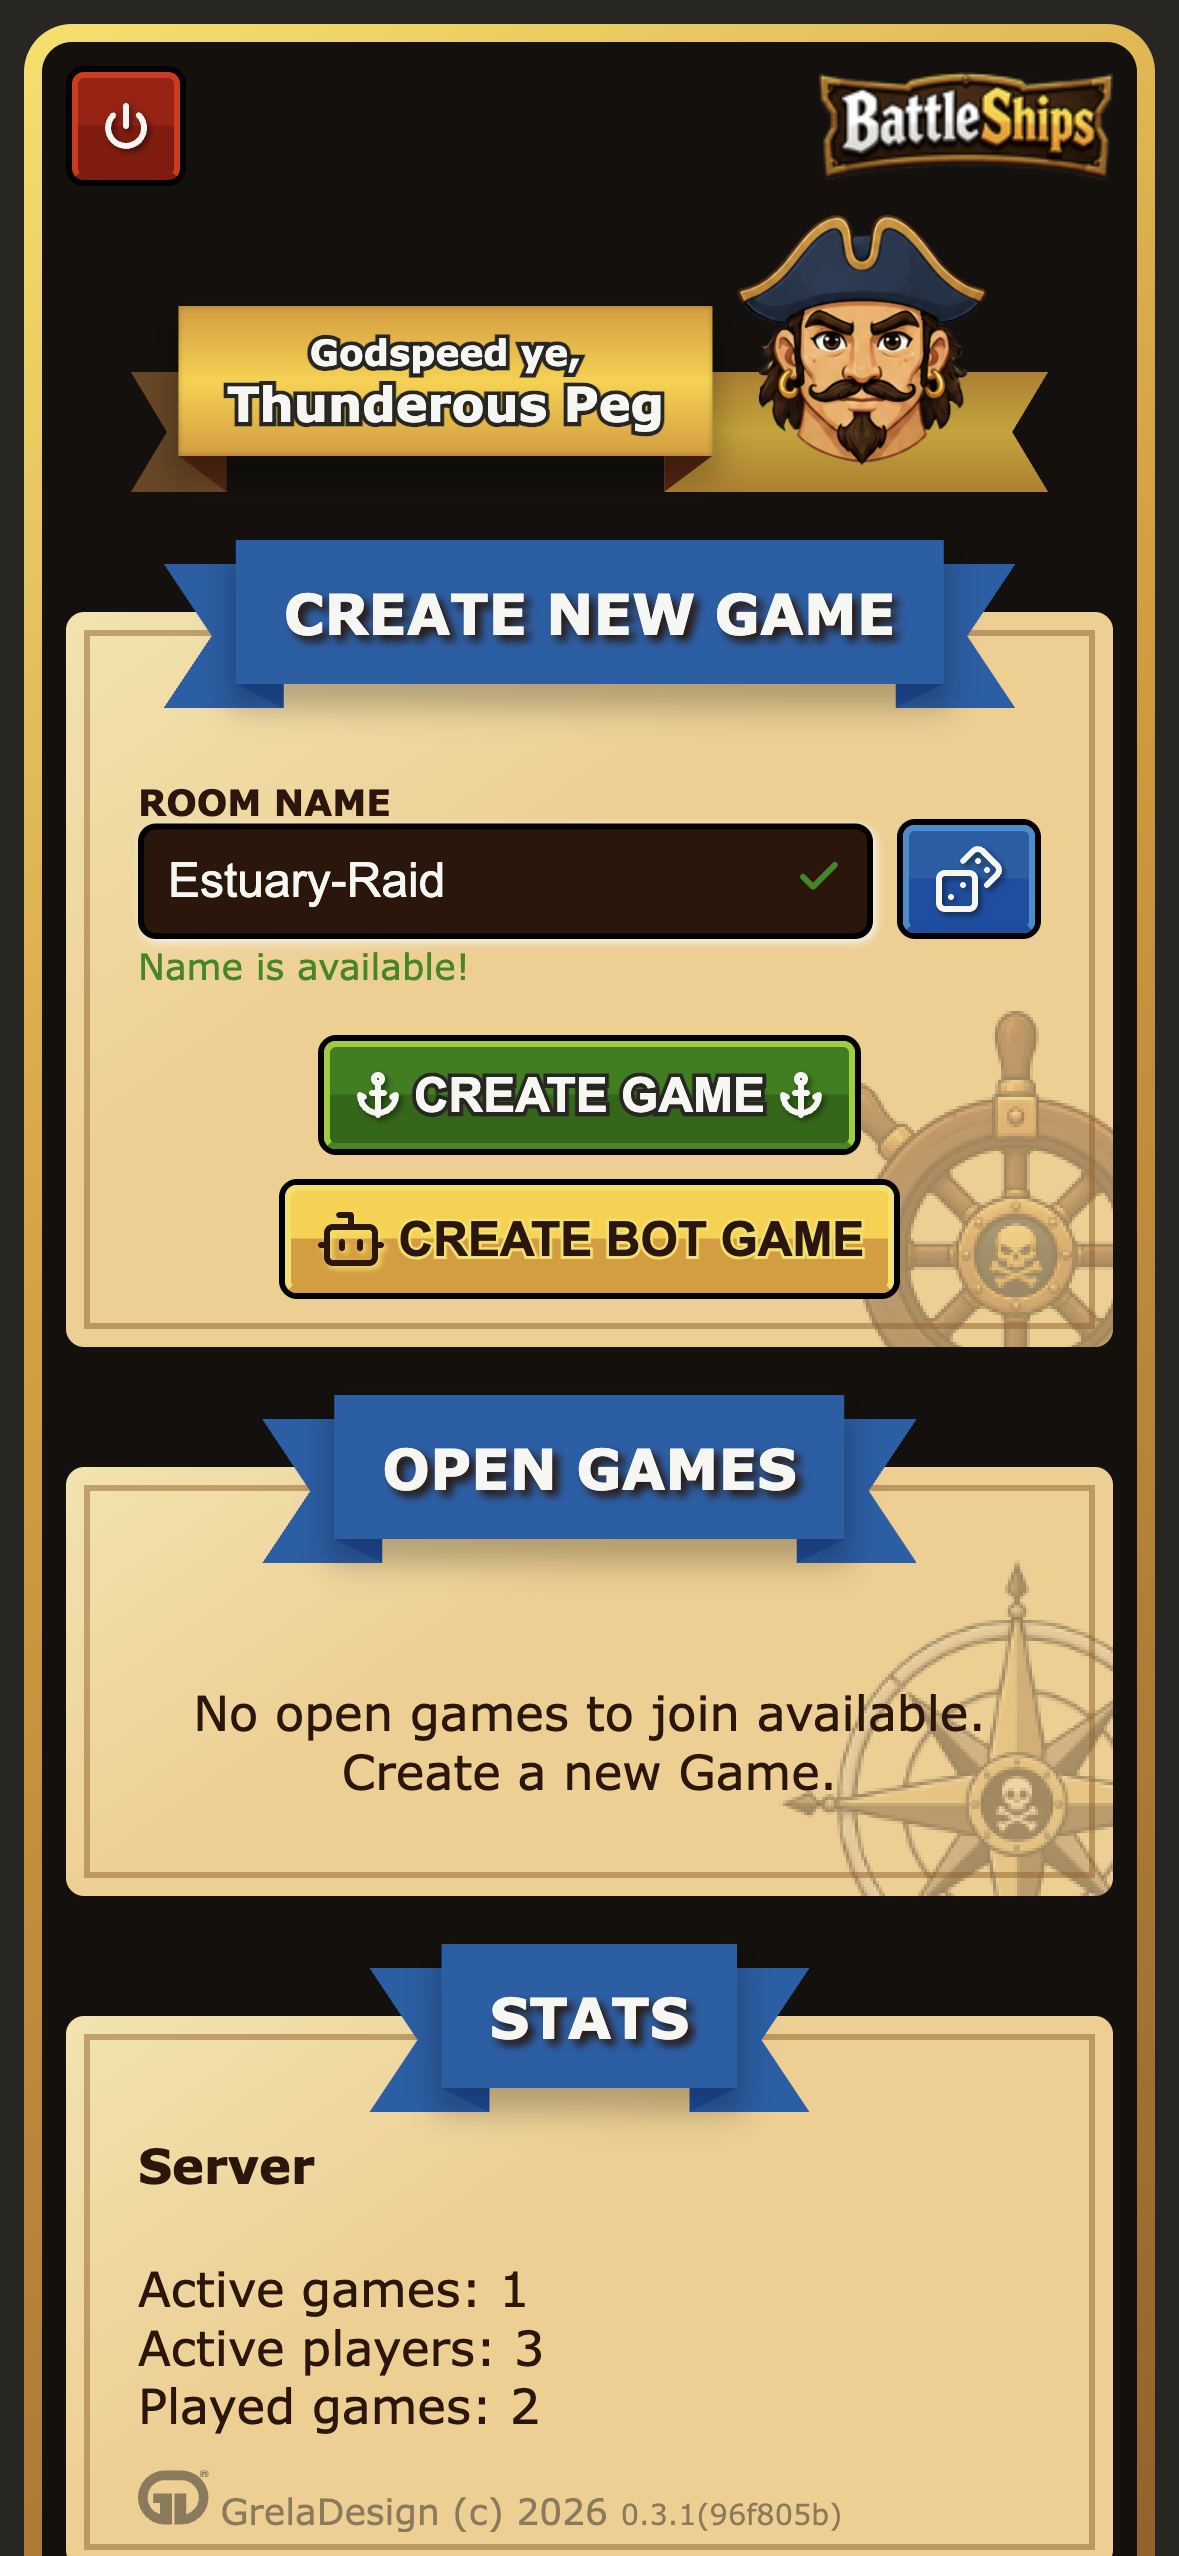 BattleShips
Godspeed ye,
Thunderous Peg
CREATE NEW GAME
ROOM NAME
Estuary-Raid
Name is available!
CREATE GAME
CREATE BOT GAME
OPEN GAMES
No open games to join available.
Create a new Game.
STATS
Server
Active games: 1
Active players: 3
Played games: 2
GrelaDesign (c) 2026 0.3.1(96f805b)